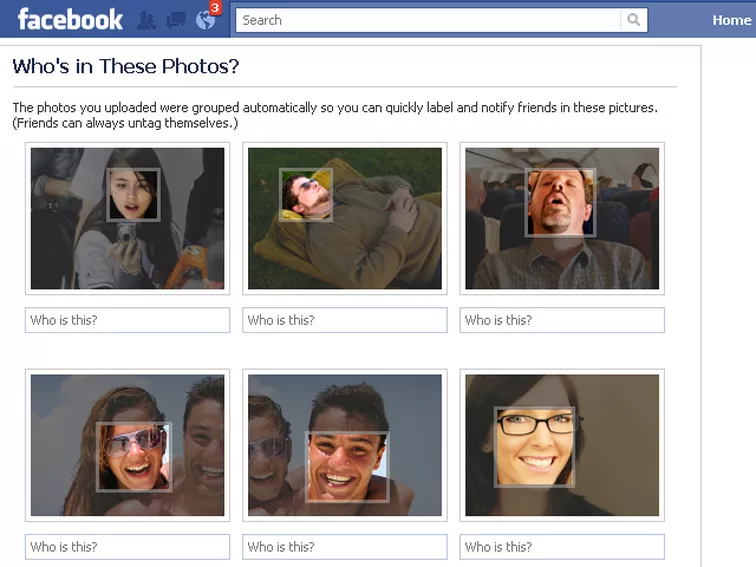 facebook
3
Search
Home
Who's in These Photos?
The photos you uploaded were grouped automatically so you can quickly label and notify friends in these pictures.
(Friends can always untag themselves.)
Who is this? Who is this? Who is this?
Who is this? Who is this? Who is this?